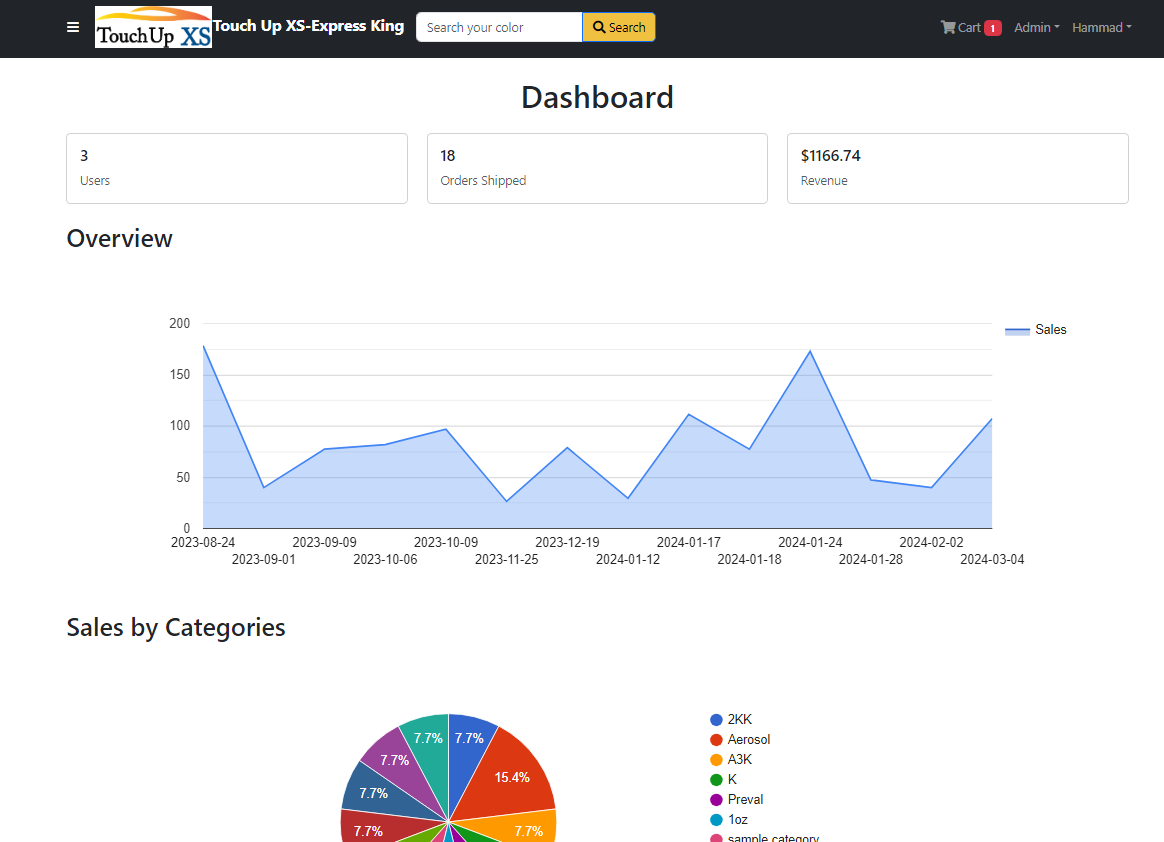 TouchUp XS Touch Up XS-Express King Search your color Search Cart 1 Admin Hammad
Dashboard
3 18 $1166.74
Users Orders Shipped Revenue
Overview
200
150
100
50
0
Sales
2023-08-24 2023-09-09 2023-10-09 2023-12-19 2024-01-17 2024-01-24 2024-02-02
2023-09-01 2023-10-06 2023-11-25 2024-01-12 2024-01-18 2024-01-28 2024-03-04
Sales by Categories
7.7% 7.7%
7.7% 15.4%
7.7%
7.7% 7.7%
2KK
Aerosol
A3K
K
Preval
1oz
sample category